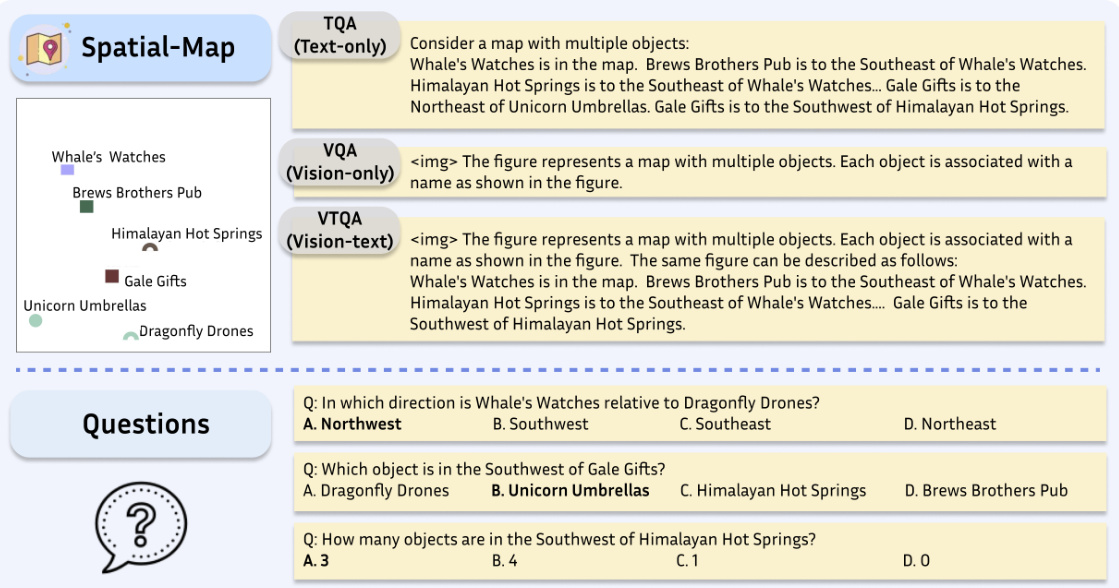 Spatial-Map
Whale's Watches
Brews Brothers Pub
Himalayan Hot Springs
Gale Gifts
Unicorn Umbrellas
Dragonfly Drones
TQA
(Text-only)
Consider a map with multiple objects:
Whale's Watches is in the map. Brews Brothers Pub is to the Southeast of Whale's Watches.
Himalayan Hot Springs is to the Southeast of Whale's Watches... Gale Gifts is to the
Northeast of Unicorn Umbrellas. Gale Gifts is to the Southwest of Himalayan Hot Springs.
VQA
(Vision-only)
<img> The figure represents a map with multiple objects. Each object is associated with a
name as shown in the figure.
VTQA
(Vision-text)
<img> The figure represents a map with multiple objects. Each object is associated with a
name as shown in the figure. The same figure can be described as follows:
Whale's Watches is in the map. Brews Brothers Pub is to the Southeast of Whale's Watches.
Himalayan Hot Springs is to the Southeast of Whale's Watches.... Gale Gifts is to the
Southwest of Himalayan Hot Springs.
Questions
?
Q: In which direction is Whale's Watches relative to Dragonfly Drones?
A. Northwest B. Southwest C. Southeast D. Northeast
Q: Which object is in the Southwest of Gale Gifts?
A. Dragonfly Drones B. Unicorn Umbrellas C. Himalayan Hot Springs D. Brews Brothers Pub
Q: How many objects are in the Southwest of Himalayan Hot Springs?
A. 3 B. 4 C. 1 D. 0